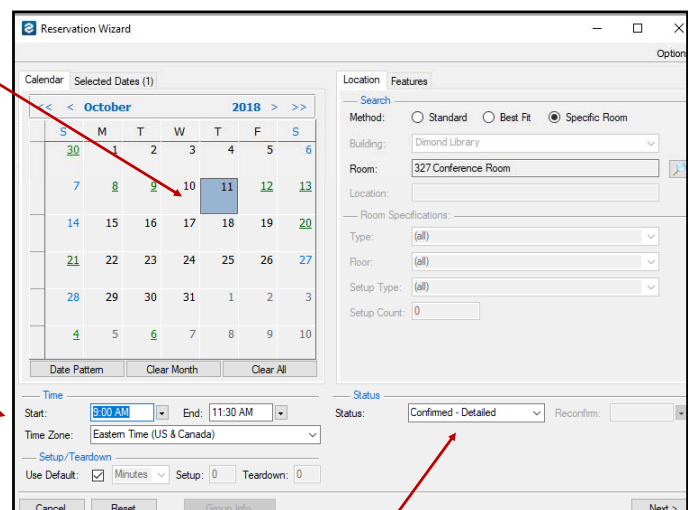 Reservation Wizard
Option
Calendar Selected Dates (1)
<< < October 2018 > >>
S M T W T F S
30 1 2 3 4 5 6
7 8 9 10 11 12 13
14 15 16 17 18 19 20
21 22 23 24 25 26 27
28 29 30 31 1 2 3
4 5 6 7 8 9 10
Date Pattern Clear Month Clear All
Time
Start: 9:00 AM End: 11:30 AM
Time Zone: Eastern Time (US & Canada)
Setup/Teardown
Use Default: Minutes Setup: 0 Teardown: 0
Cancel Reset Group Info
Location Features
Search
Method: Standard Best Fit Specific Room
Building: Dimond Library
Room: 327 Conference Room
Location:
Room Specifications:
Type: (all)
Floor: (all)
Setup Type: (all)
Setup Count: 0
Status
Status: Confirmed - Detailed Reconfirm:
Next >